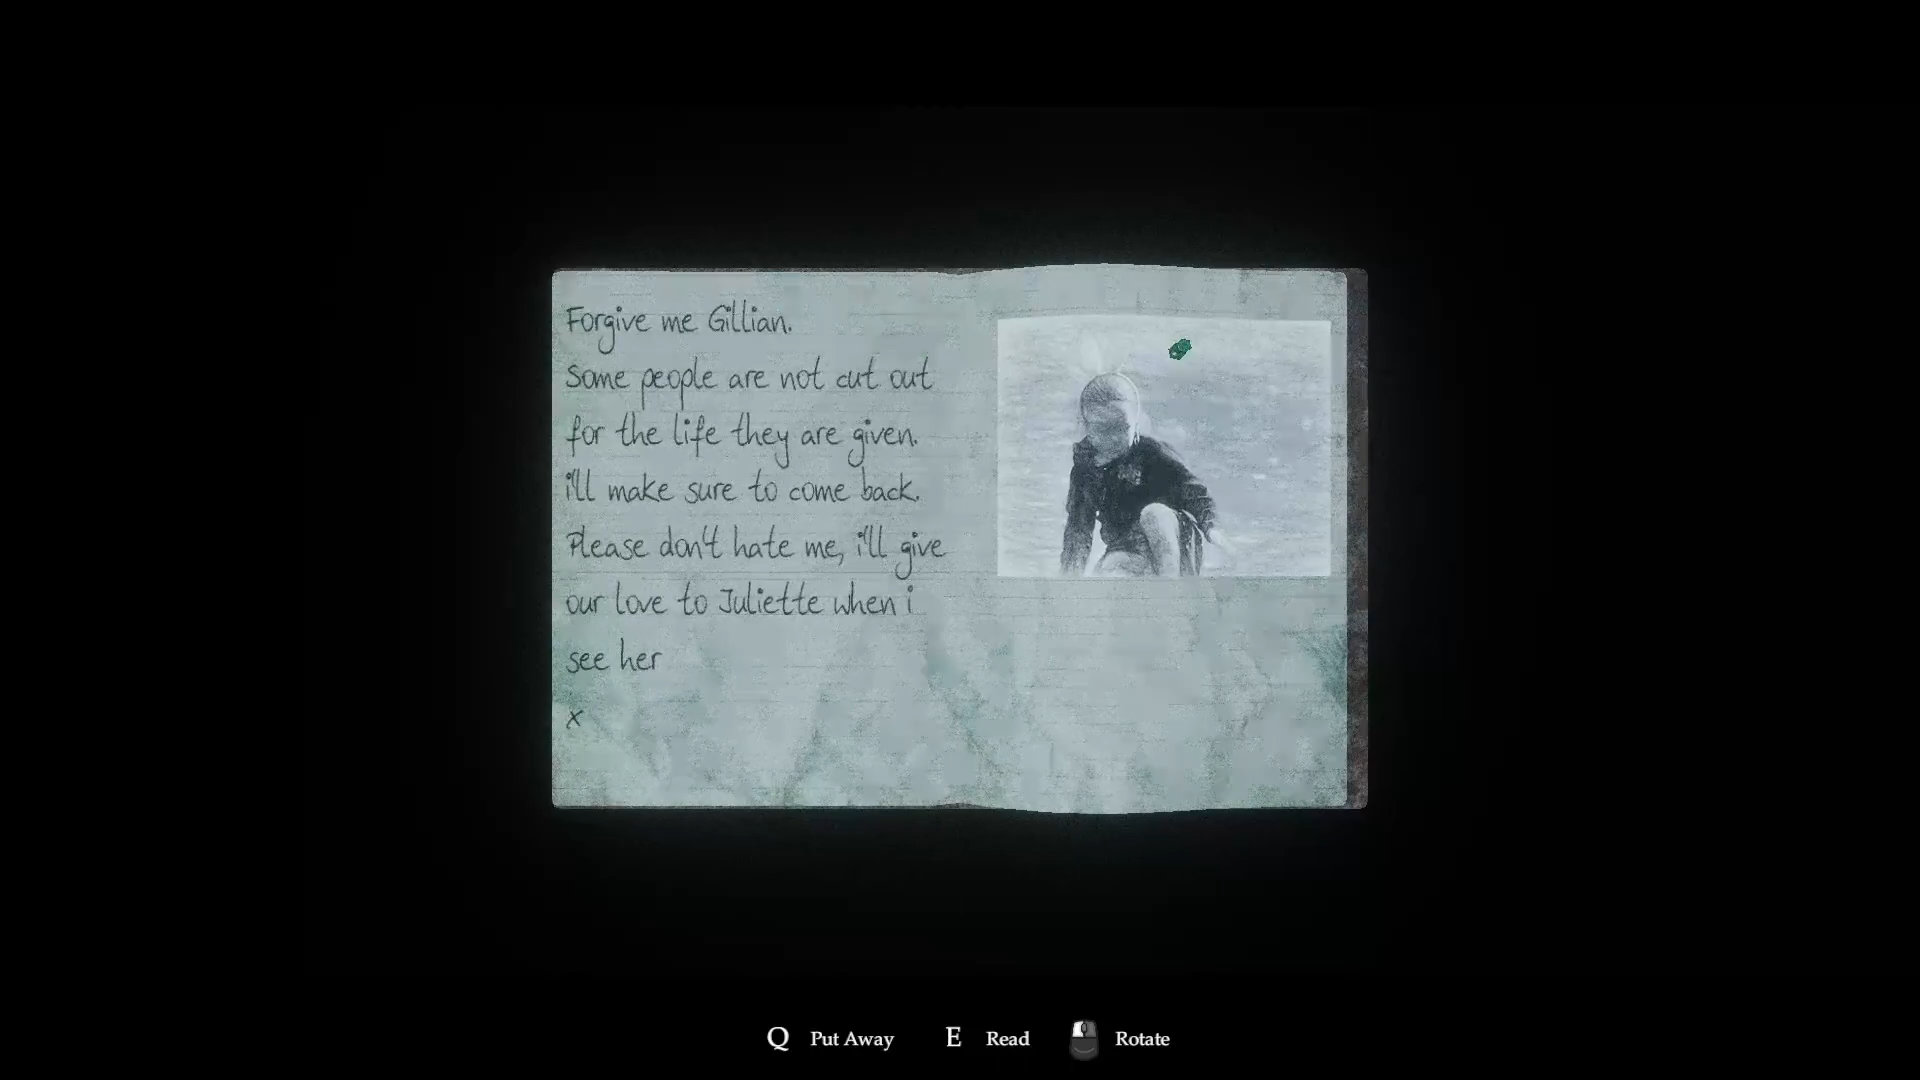 Forgive me Gillian.
Some people are not cut out
for the life they are given.
i'll make sure to come back.
Please don't hate me, i'll give
our love to Juliette when i
see her
x
Q Put Away E Read Rotate